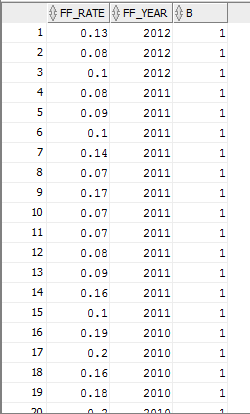 FF_RATE FF_YEAR B
1 0.13 2012 1
2 0.08 2012 1
3 0.1 2012 1
4 0.08 2011 1
5 0.09 2011 1
6 0.1 2011 1
7 0.14 2011 1
8 0.07 2011 1
9 0.17 2011 1
10 0.07 2011 1
11 0.07 2011 1
12 0.08 2011 1
13 0.09 2011 1
14 0.16 2011 1
15 0.1 2011 1
16 0.19 2010 1
17 0.2 2010 1
18 0.16 2010 1
19 0.18 2010 1
20 0.2 2010 1